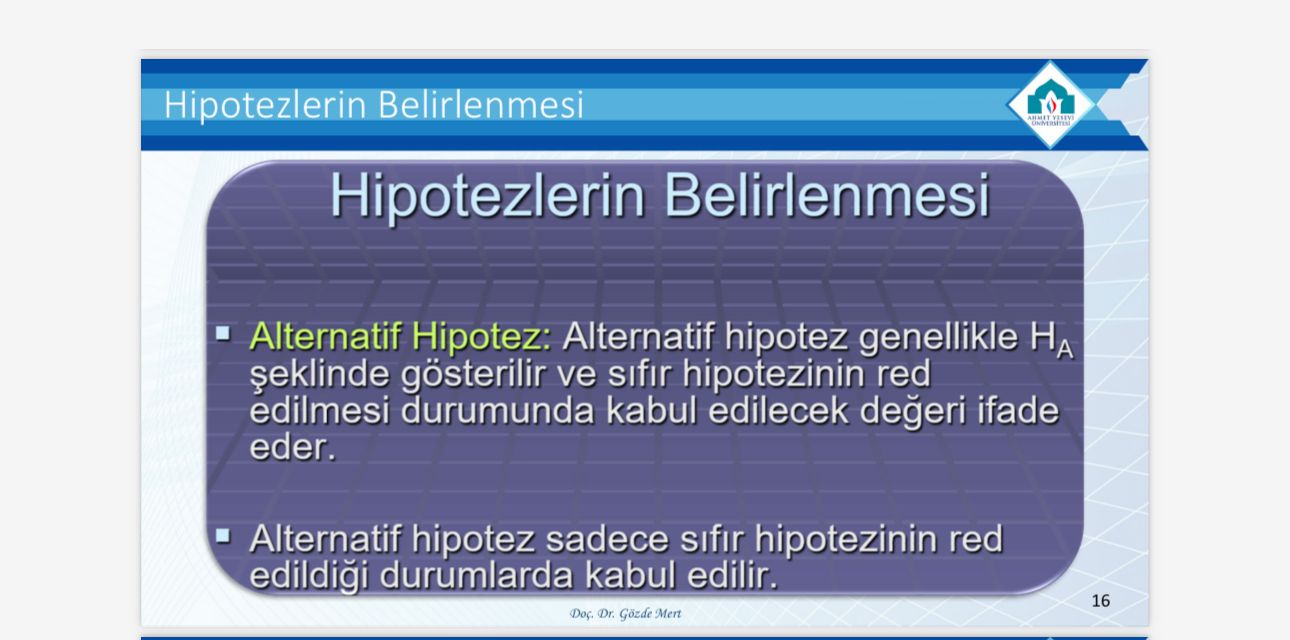 Hipotezlerin Belirlenmesi
AHMET YESEVİ
ÜNİVERSİTESİ
Hipotezlerin Belirlenmesi
▪ Alternatif Hipotez: Alternatif hipotez genellikle H_A
şeklinde gösterilir ve sıfır hipotezinin red
edilmesi durumunda kabul edilecek değeri ifade
eder.
▪ Alternatif hipotez sadece sıfır hipotezinin red
edildiği durumlarda kabul edilir.
Doç. Dr. Gözde Mert
16